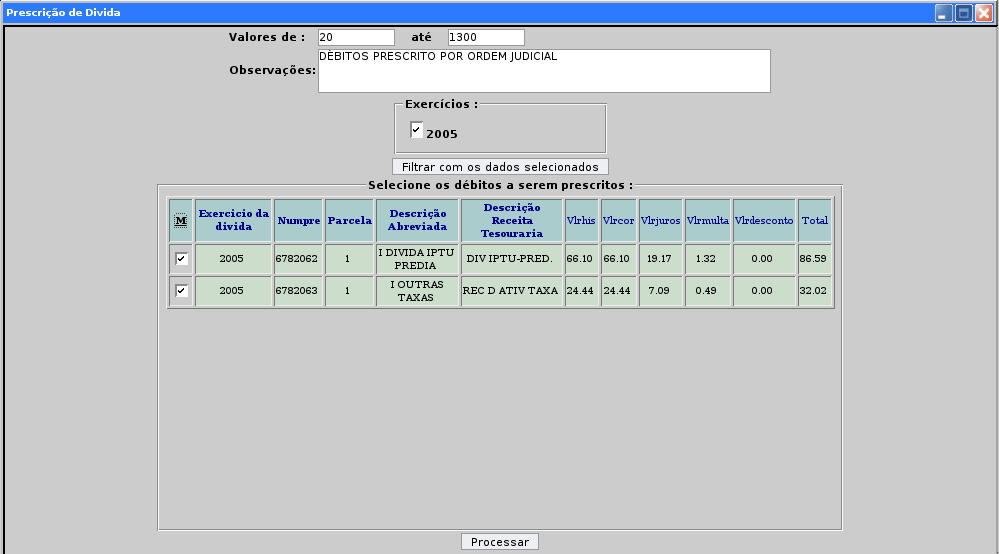 Prescrição de Divida
Valores de : 20 até 1300
Observações: DÉBITOS PRESCRITO POR ORDEM JUDICIAL
Exercícios :
2005
Filtrar com os dados selecionados
Selecione os débitos a serem prescritos :
M Exercicio da divida Numpre Parcela Descrição Abreviada Descrição Receita Tesouraria Vlrhis Vlrcor Vlrjuros Vlrmulta Vlrdesconto Total
2005 6782062 1 I DIVIDA IPTU PREDIA DIV IPTU-PRED. 66.10 66.10 19.17 1.32 0.00 86.59
2005 6782063 1 I OUTRAS TAXAS REC D ATIV TAXA 24.44 24.44 7.09 0.49 0.00 32.02
Processar